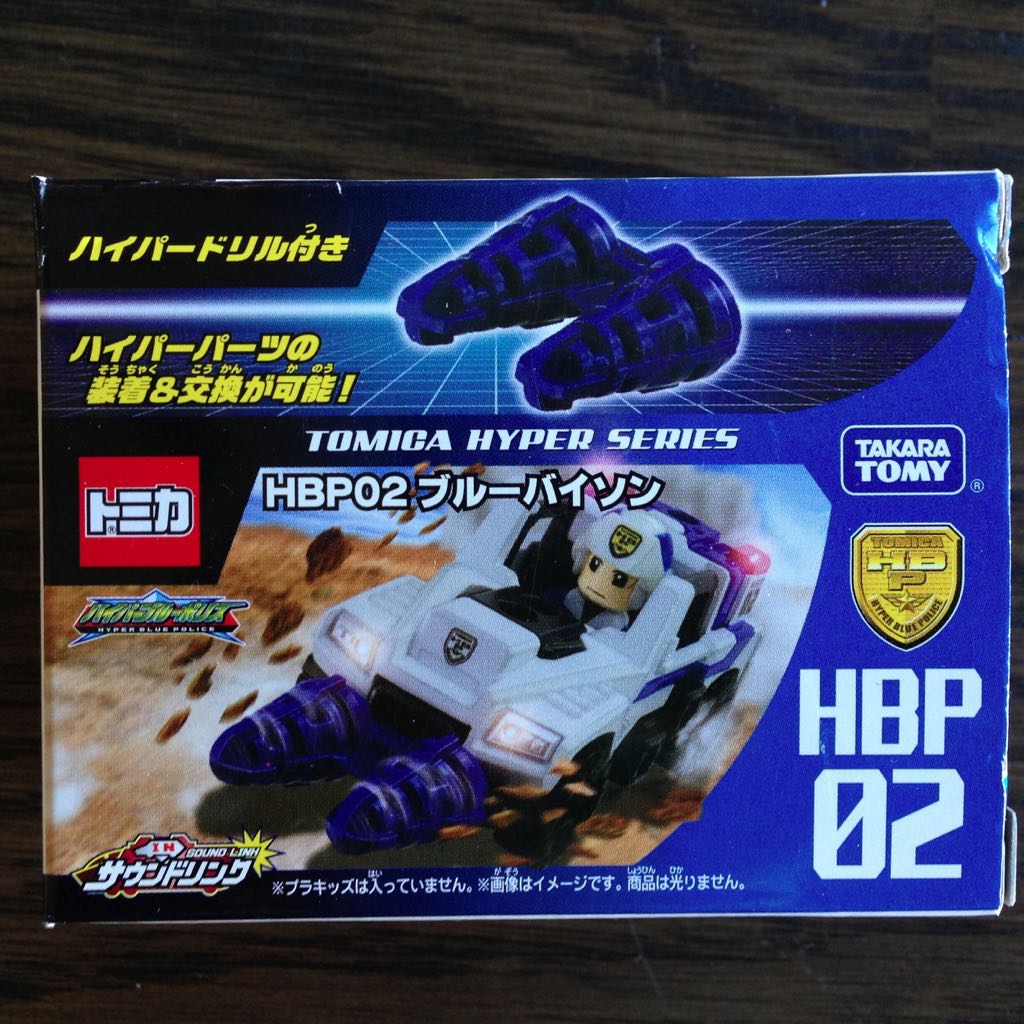 ハイパードリル付き
ハイパーパーツの
装着&交換が可能!
TOMICA HYPER SERIES
TAKARA TOMY ®
トミカ ®
HBP02 ブルーバイソン
TOMICA
HBP
HYPER BLUE POLICE
ハイパーブルーポリス
HYPER BLUE POLICE
HBP
02
IN
SOUND LINK
サウンドリンク
※プラキッズは入っていません。※画像はイメージです。商品は光りません。